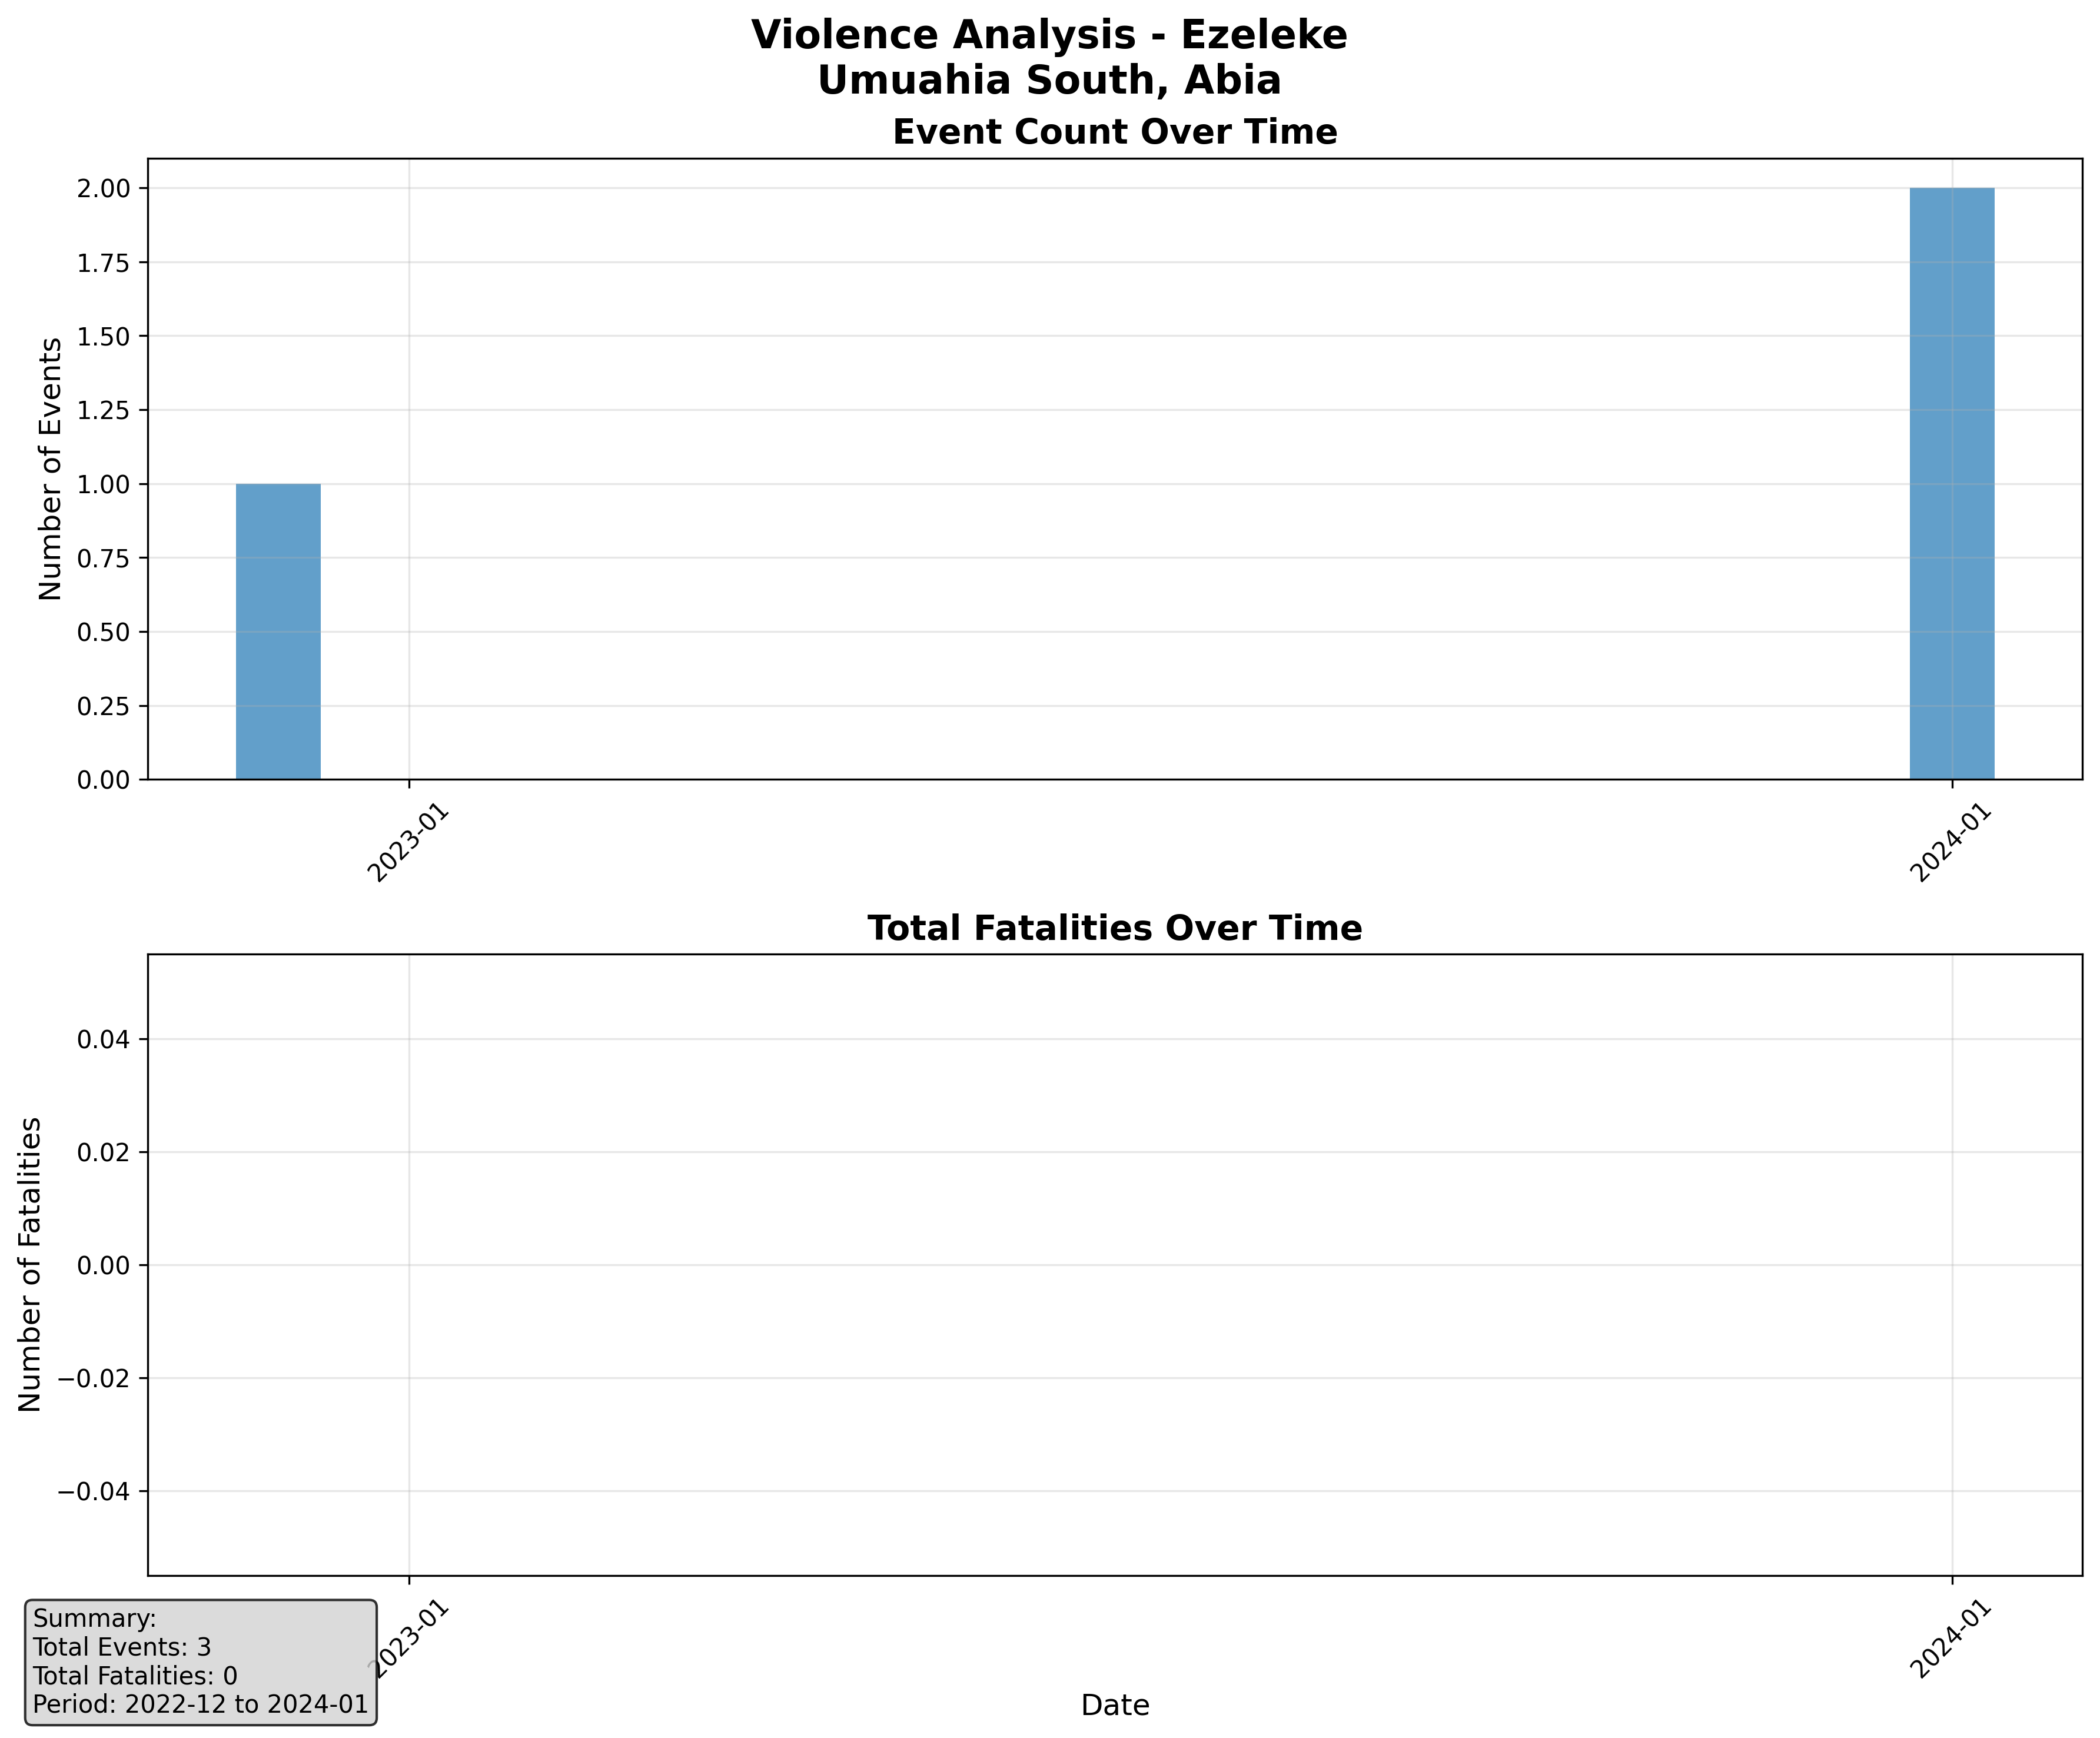 Violence Analysis - Ezeleke
Umuahia South, Abia
Event Count Over Time
Number of Events
2.00
1.75
1.50
1.25
1.00
0.75
0.50
0.25
0.00
2023-01
2024-01
Total Fatalities Over Time
Number of Fatalities
0.04
0.02
0.00
−0.02
−0.04
2023-01
2024-01
Date
Summary:
Total Events: 3
Total Fatalities: 0
Period: 2022-12 to 2024-01